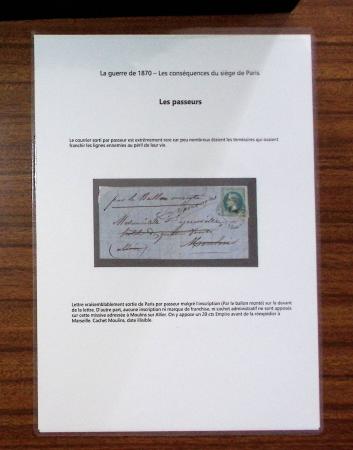 La guerre de 1870 – Les conséquences du siège de Paris
Les passeurs
Le courrier sorti par passeur est extrêmement rare car peu nombreux étaient les téméraires qui osaient
franchir les lignes ennemies au péril de leur vie.
par le Ballon monté
Mademoiselle
(Allier)
Moulins
Lettre vraisemblablement sortie de Paris par passeur malgré l'inscription (Par le ballon monté) sur le devant
de la lettre. D'autre part, aucune inscription ni marque de franchise, ni cachet administratif ne sont apposés
sur cette missive adressée à Moulins sur Allier. On y appose un 20 cts Empire avant de la réexpédier à
Marseille. Cachet Moulins, date illisible.